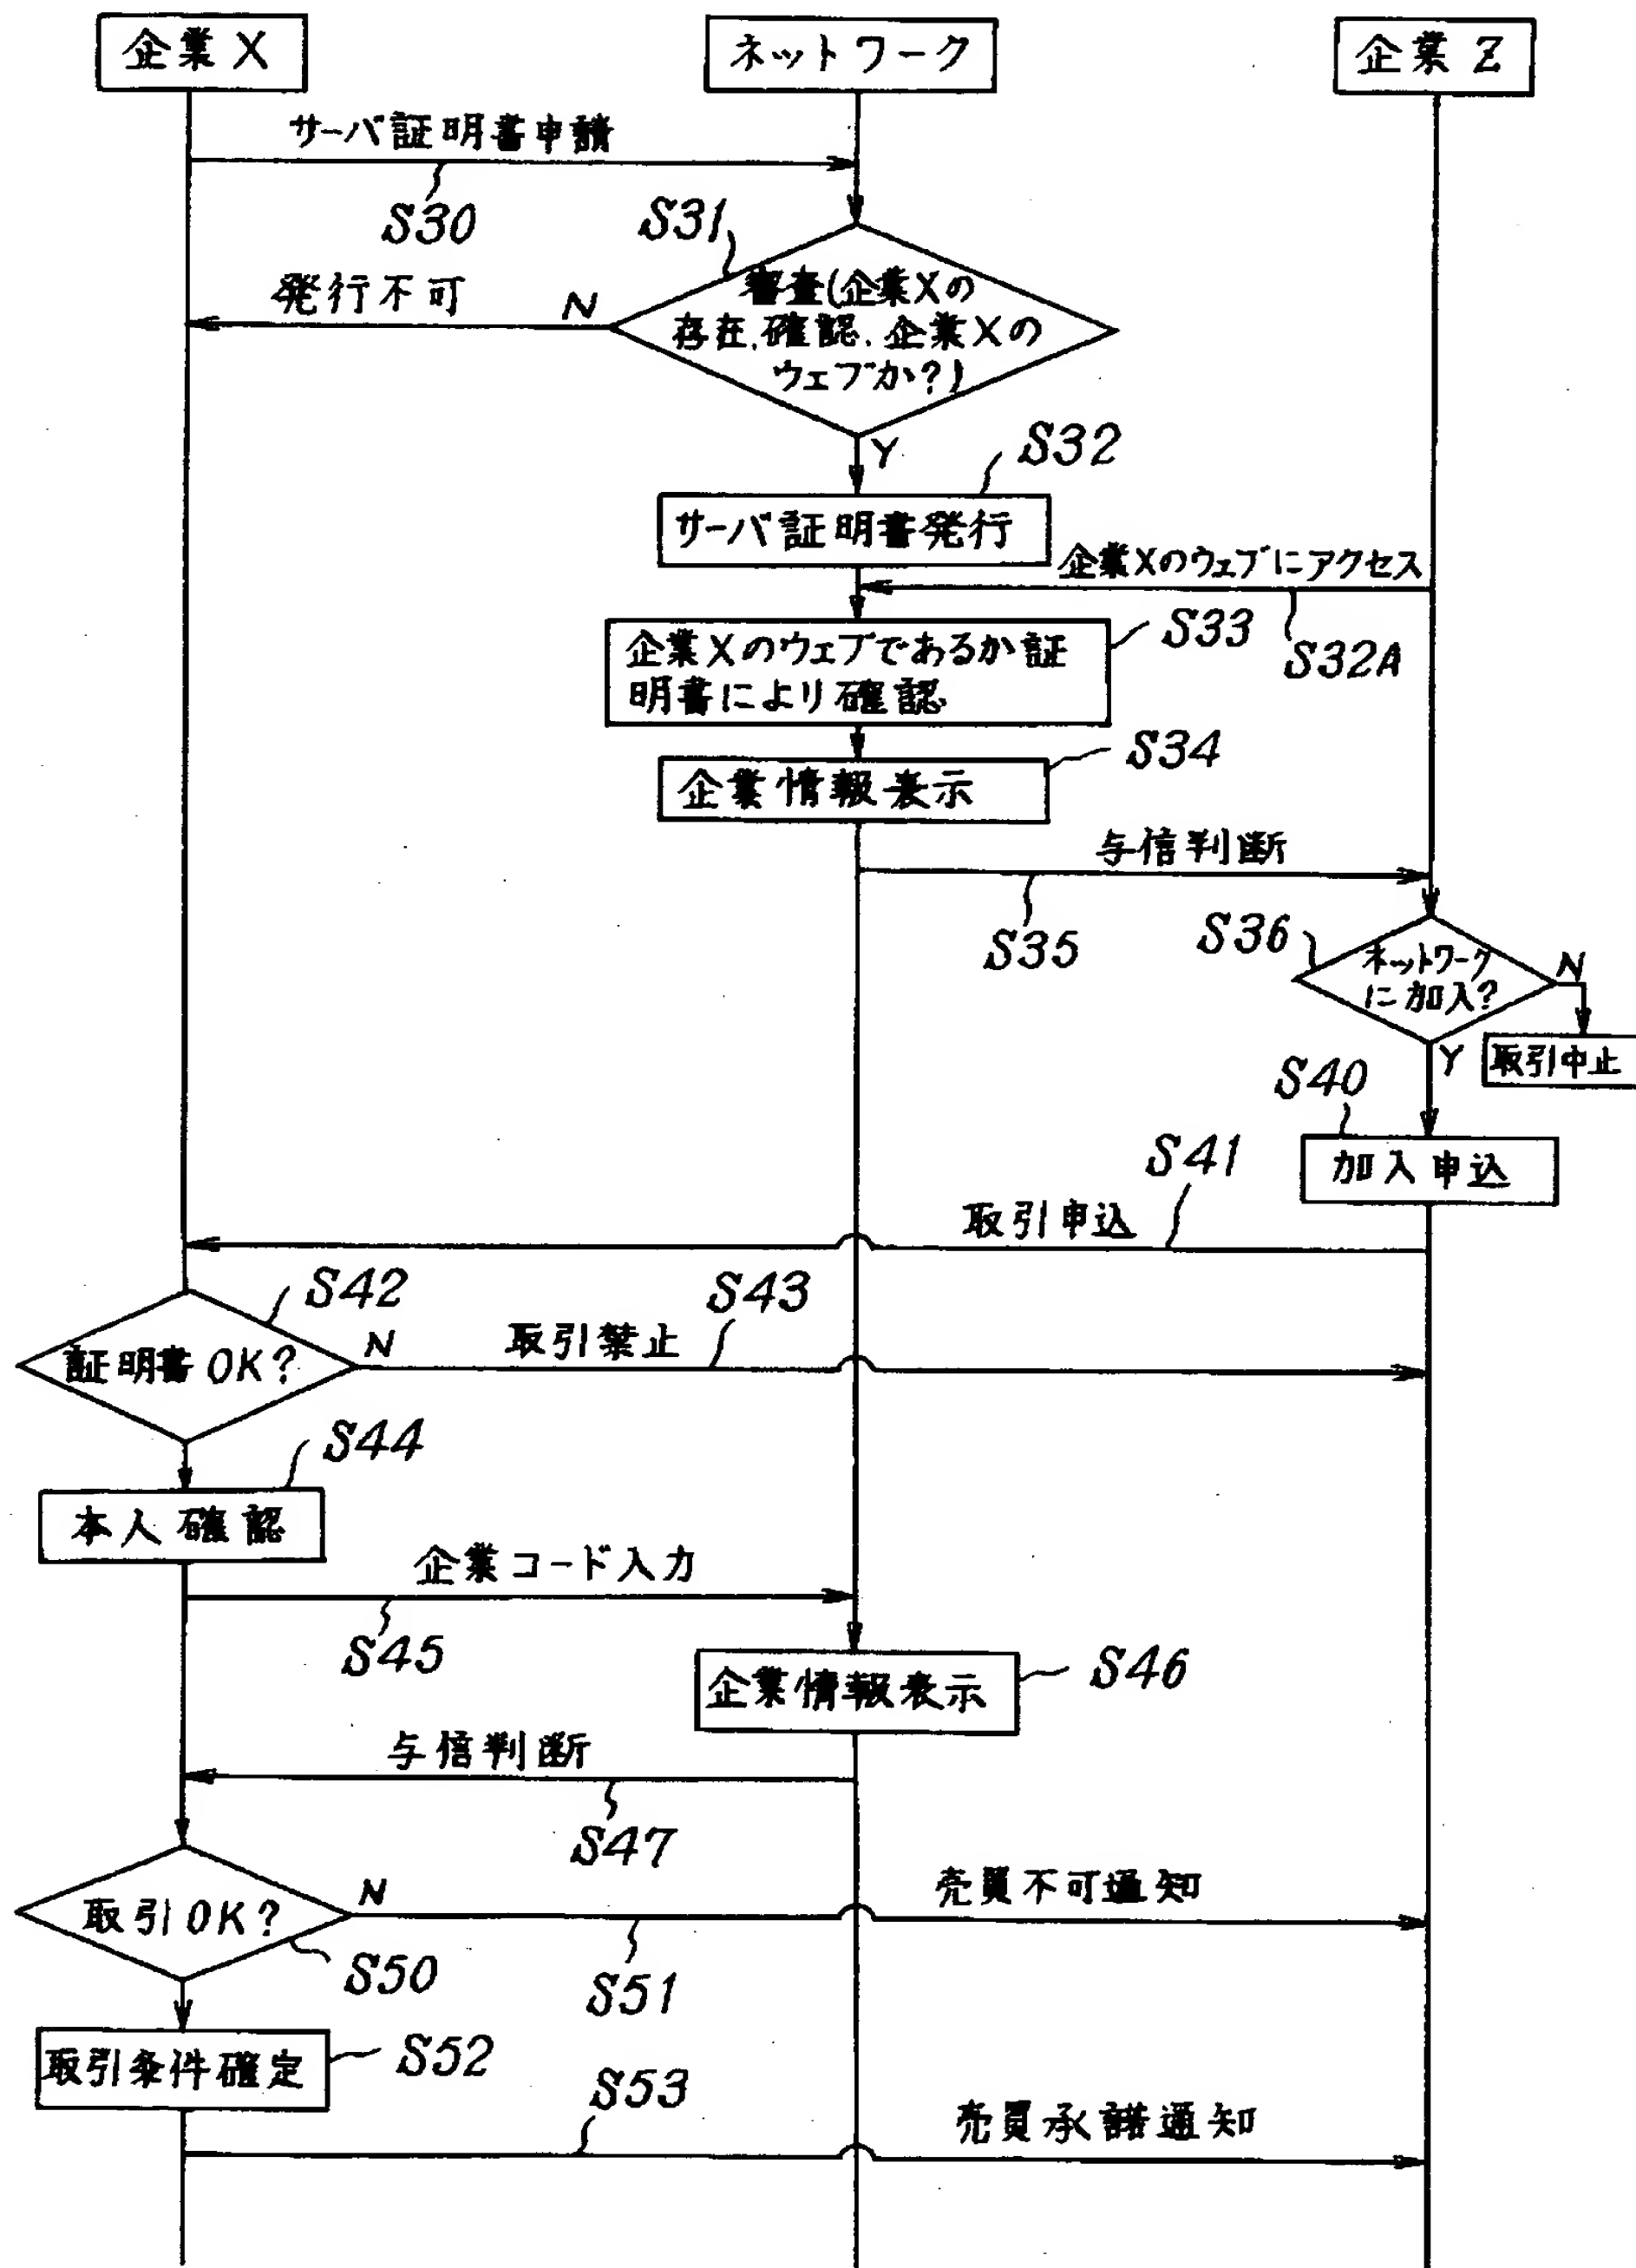 企業X
ネットワーク
企業Z
サーバ証明書申請
S30
S31
発行不可
N
審査(企業Xの
存在,確認、企業Xの
ウェブか?)
Y
S32
サーバ証明書発行
企業Xのウェブにアクセス
S32A
S33
企業Xのウェブであるか証
明書により確認
S34
企業情報表示
与信判断
S35
S36
ネットワーク
に加入?
N
Y
取引中止
S40
加入申込
S41
取引申込
S42
証明書OK?
N
取引禁止
S43
S44
本人確認
企業コード入力
S45
企業情報表示
S46
与信判断
S47
取引OK?
N
S50
売買不可通知
S51
取引条件確定
S52
S53
売買承諾通知